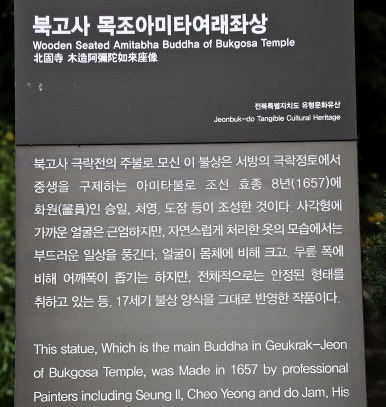 북고사 목조아미타여래좌상
Wooden Seated Amitabha Buddha of Bukgosa Temple
北固寺 木造阿彌陀如來座像
전북특별자치도 유형문화유산
Jeonbuk-do Tangible Cultural Heritage
북고사 극락전의 주불로 모신 이 불상은 서방의 극락정토에서
중생을 구제하는 아미타불로 조선 효종 8년(1657)에
화원(畵員)인 승일, 처영, 도잠 등이 조성한 것이다. 사각형에
가까운 얼굴은 근엄하지만, 자연스럽게 처리한 옷의 모습에서는
부드러운 일상을 풍긴다. 얼굴이 몸체에 비해 크고, 무릎 폭에
비해 어깨폭이 좁기는 하지만, 전체적으로는 안정된 형태를
취하고 있는 등, 17세기 불상 양식을 그대로 반영한 작품이다.
This statue, Which is the main Buddha in Geukrak-Jeon
of Bukgosa Temple, was Made in 1657 by professional
Painters including Seung Il, Cheo Yeong and do Jam, His